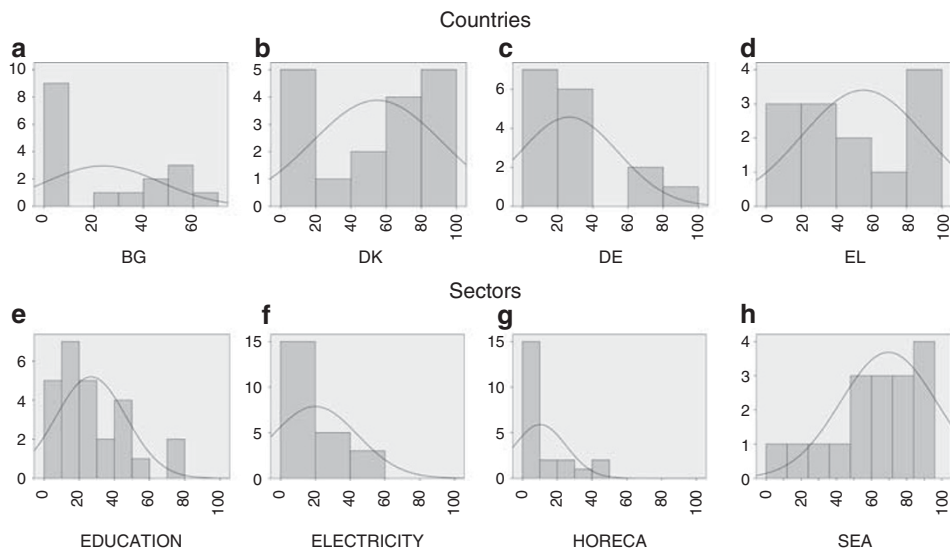 Countries
a b c d
10 8 6 4 2 0
0 20 40 60
BG
5 4 3 2 1 0
0 20 40 60 80 100
DK
6 4 2 0
0 20 40 60 80 100
DE
4 3 2 1 0
0 20 40 60 80 100
EL
Sectors
e f g h
6 4 2 0
0 20 40 60 80 100
EDUCATION
15 10 5 0
0 20 40 60 80 100
ELECTRICITY
15 10 5 0
0 20 40 60 80 100
HORECA
4 3 2 1 0
0 20 40 60 80 100
SEA